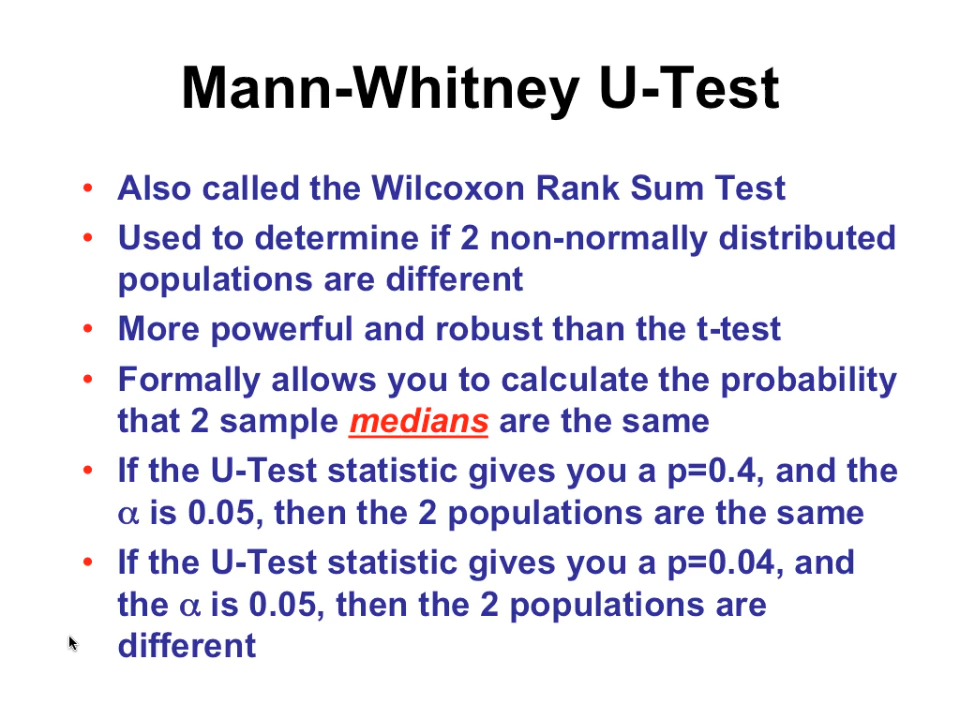 Mann-Whitney U-Test
• Also called the Wilcoxon Rank Sum Test
• Used to determine if 2 non-normally distributed
populations are different
• More powerful and robust than the t-test
• Formally allows you to calculate the probability
that 2 sample medians are the same
• If the U-Test statistic gives you a p=0.4, and the
α is 0.05, then the 2 populations are the same
• If the U-Test statistic gives you a p=0.04, and
the α is 0.05, then the 2 populations are
different